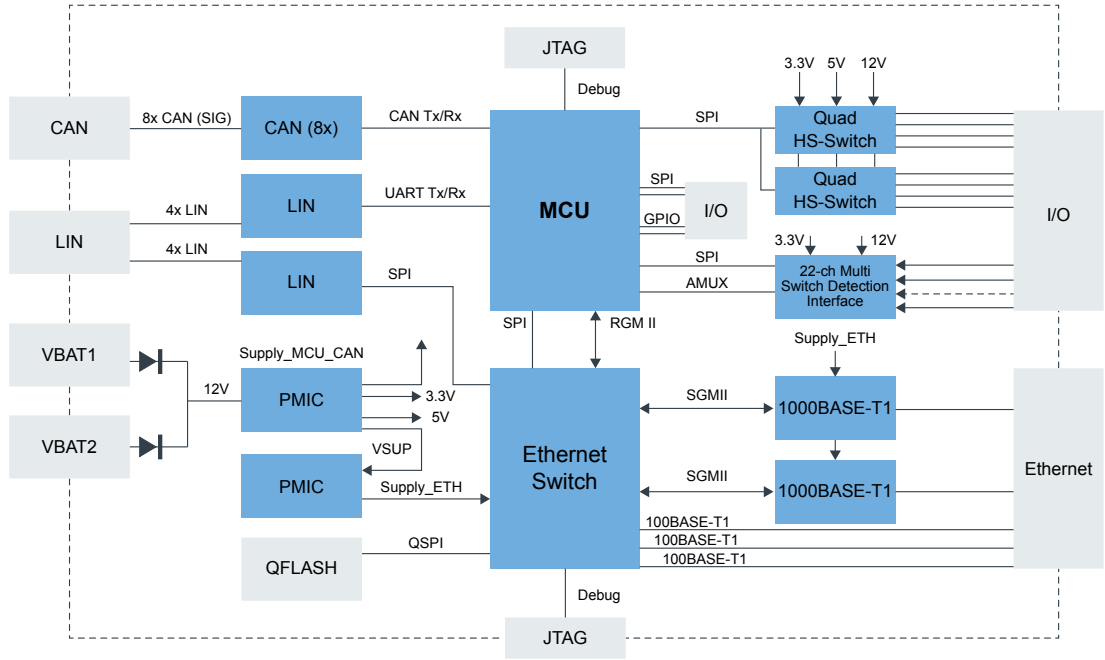 JTAG
Debug
3.3V
5V
12V
CAN
8x CAN (SIG)
CAN (8x)
CAN Tx/Rx
MCU
SPI
Quad
HS-Switch
Quad
HS-Switch
I/O
LIN
4x LIN
4x LIN
LIN
UART Tx/Rx
LIN
SPI
SPI
GPIO
I/O
3.3V
12V
SPI
AMUX
22-ch Multi
Switch Detection
Interface
SPI
RGM II
VBAT1
VBAT2
12V
Supply_MCU_CAN
PMIC
3.3V
5V
VSUP
PMIC
Supply_ETH
QFLASH
QSPI
Ethernet
Switch
Supply_ETH
SGMII
1000BASE-T1
SGMII
1000BASE-T1
Ethernet
100BASE-T1
100BASE-T1
100BASE-T1
Debug
JTAG